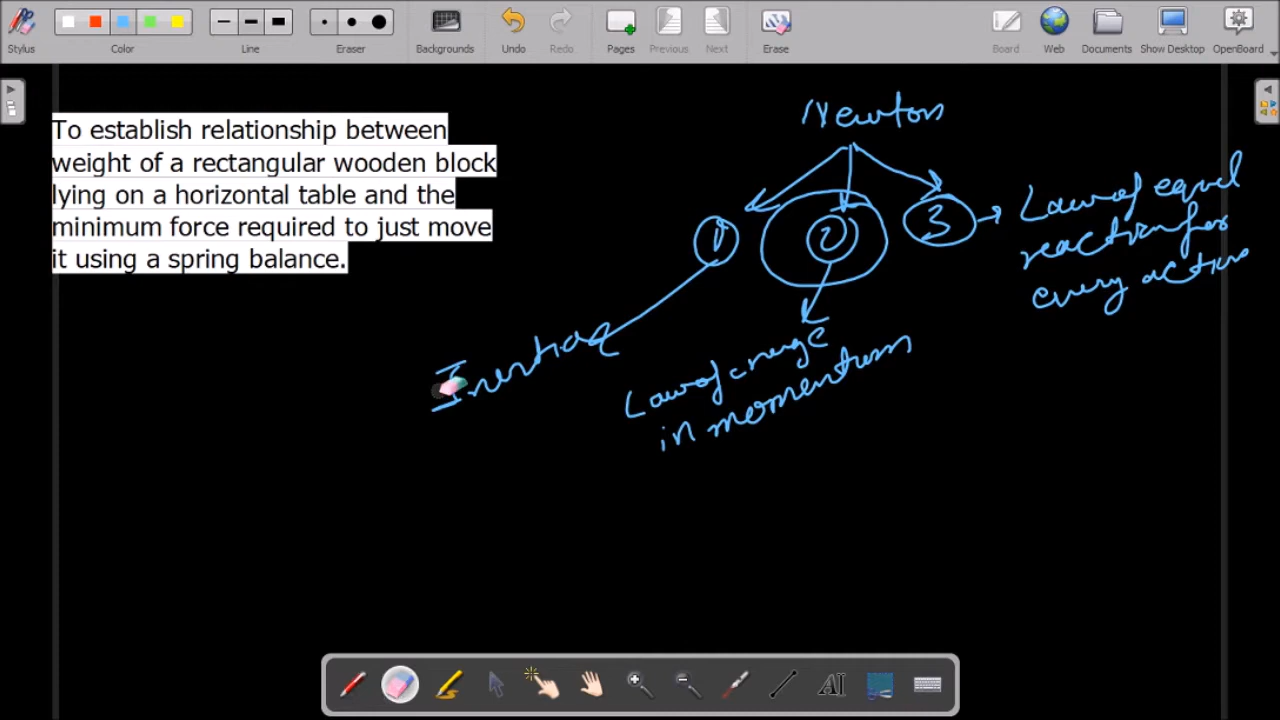 Stylus
Color
Line
Eraser
Backgrounds
Undo
Redo
Pages
Previous
Next
Erase
Board
Web
Documents
Show Desktop
OpenBoard
To establish relationship between
weight of a rectangular wooden block
lying on a horizontal table and the
minimum force required to just move
it using a spring balance.
Newton
1
2
3
Law of equal
reaction for
every action
Inertia
Law of change
in momentum
AI